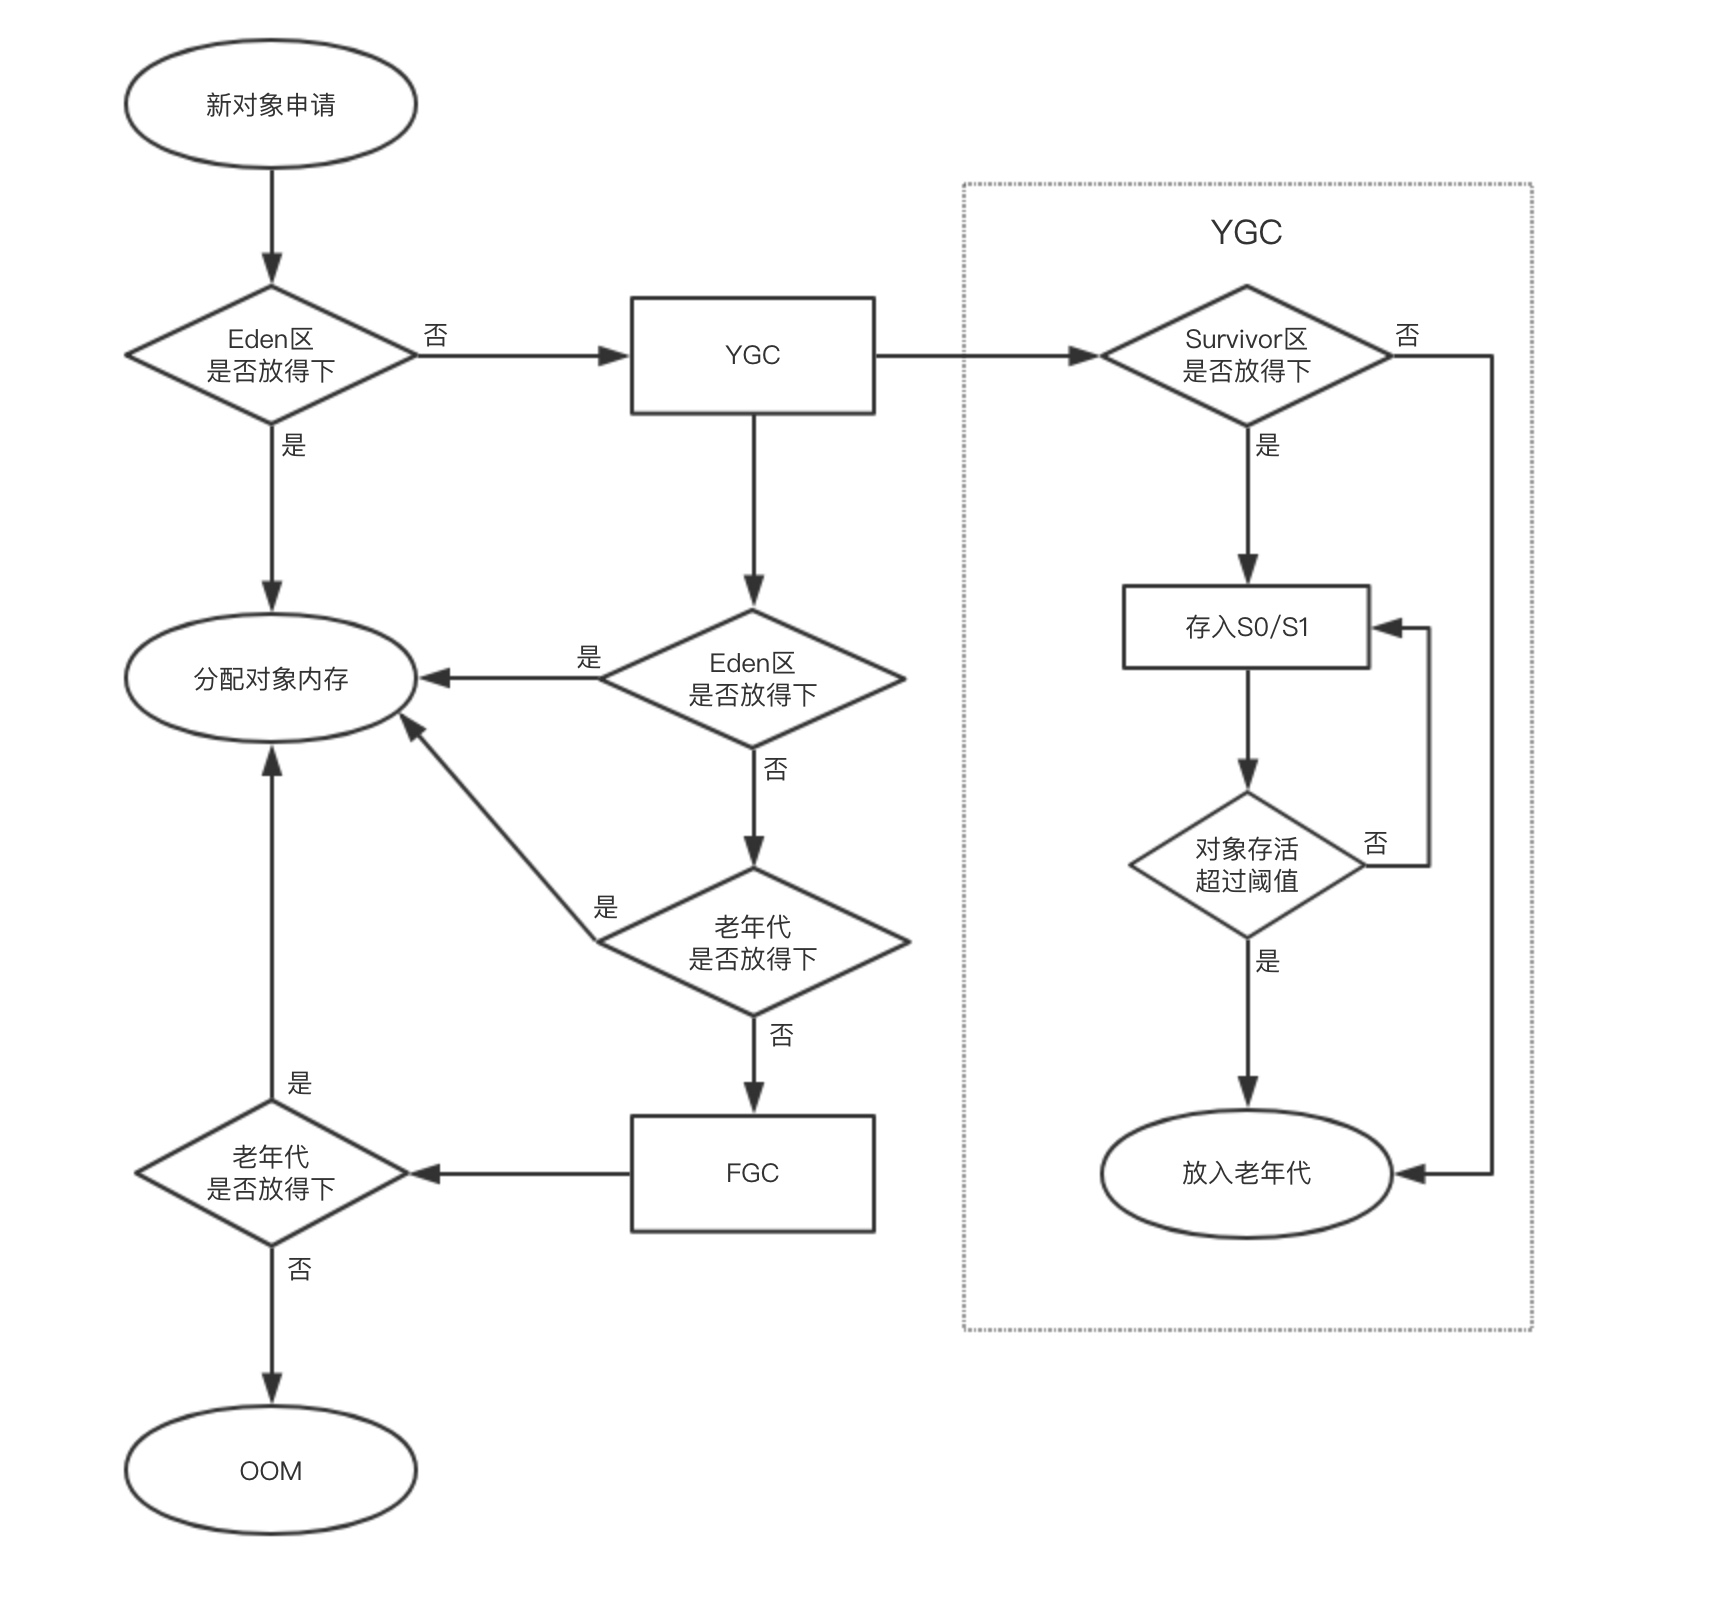 新对象申请
YGC
Eden区
是否放得下
否
YGC
Survivor区
是否放得下
否
是
是
存入S0/S1
分配对象内存
是
Eden区
是否放得下
否
对象存活
超过阈值
否
是
老年代
是否放得下
是
否
是
老年代
是否放得下
FGC
放入老年代
否
OOM